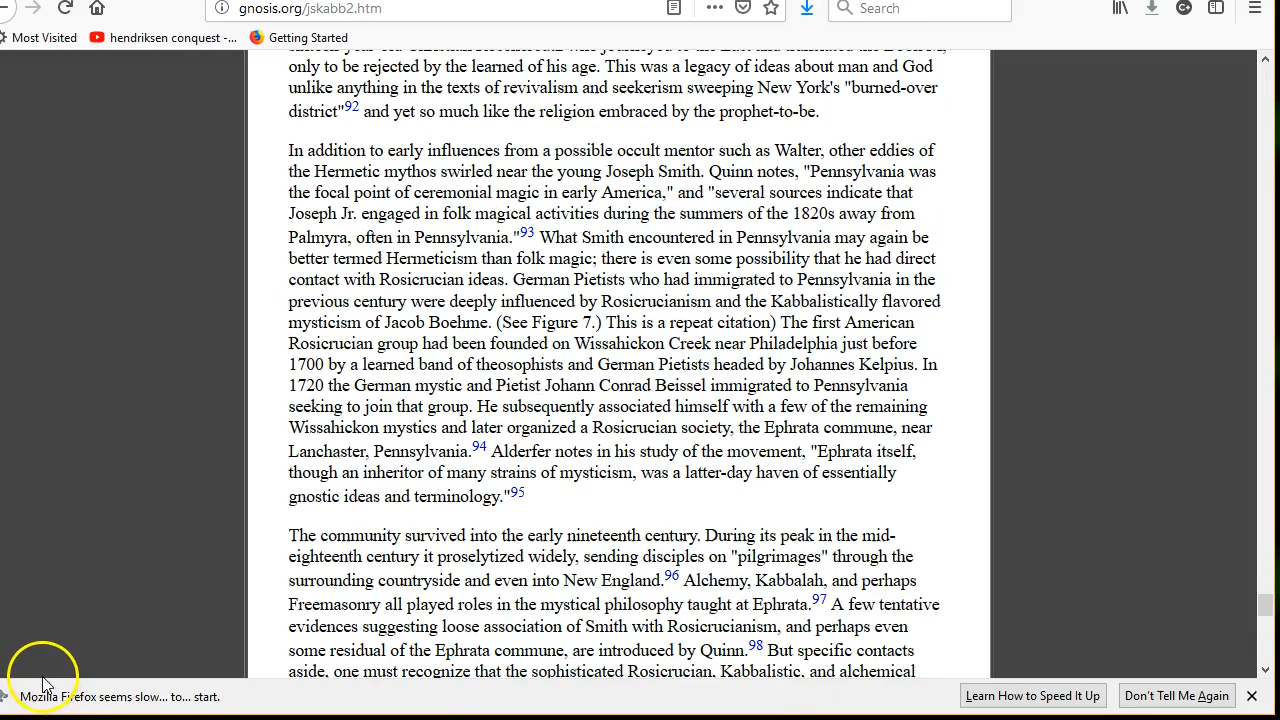 gnosis.org/jskabb2.htm
Search
Most Visited
hendriksen conquest -...
Getting Started
only to be rejected by the learned of his age. This was a legacy of ideas about man and God
unlike anything in the texts of revivalism and seekerism sweeping New York's "burned-over
district"92 and yet so much like the religion embraced by the prophet-to-be.
In addition to early influences from a possible occult mentor such as Walter, other eddies of
the Hermetic mythos swirled near the young Joseph Smith. Quinn notes, "Pennsylvania was
the focal point of ceremonial magic in early America," and "several sources indicate that
Joseph Jr. engaged in folk magical activities during the summers of the 1820s away from
Palmyra, often in Pennsylvania."93 What Smith encountered in Pennsylvania may again be
better termed Hermeticism than folk magic; there is even some possibility that he had direct
contact with Rosicrucian ideas. German Pietists who had immigrated to Pennsylvania in the
previous century were deeply influenced by Rosicrucianism and the Kabbalistically flavored
mysticism of Jacob Boehme. (See Figure 7.) This is a repeat citation) The first American
Rosicrucian group had been founded on Wissahickon Creek near Philadelphia just before
1700 by a learned band of theosophists and German Pietists headed by Johannes Kelpius. In
1720 the German mystic and Pietist Johann Conrad Beissel immigrated to Pennsylvania
seeking to join that group. He subsequently associated himself with a few of the remaining
Wissahickon mystics and later organized a Rosicrucian society, the Ephrata commune, near
Lanchaster, Pennsylvania.94 Alderfer notes in his study of the movement, "Ephrata itself,
though an inheritor of many strains of mysticism, was a latter-day haven of essentially
gnostic ideas and terminology."95
The community survived into the early nineteenth century. During its peak in the mid-
eighteenth century it proselytized widely, sending disciples on "pilgrimages" through the
surrounding countryside and even into New England.96 Alchemy, Kabbalah, and perhaps
Freemasonry all played roles in the mystical philosophy taught at Ephrata.97 A few tentative
evidences suggesting loose association of Smith with Rosicrucianism, and perhaps even
some residual of the Ephrata commune, are introduced by Quinn.98 But specific contacts
aside, one must recognize that the sophisticated Rosicrucian, Kabbalistic, and alchemical
Mozilla Firefox seems slow... to... start.
Learn How to Speed It Up
Don't Tell Me Again